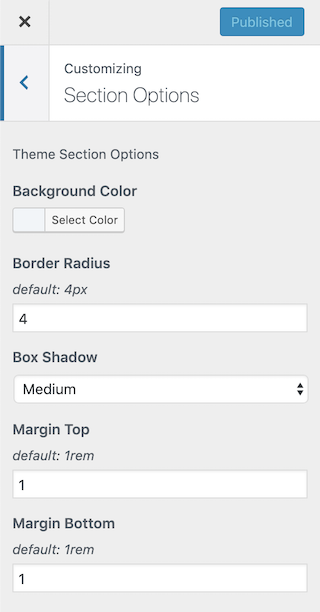 Published
Customizing
Section Options
Theme Section Options
Background Color
Select Color
Border Radius
default: 4px
4
Box Shadow
Medium
Margin Top
default: 1rem
1
Margin Bottom
default: 1rem
1